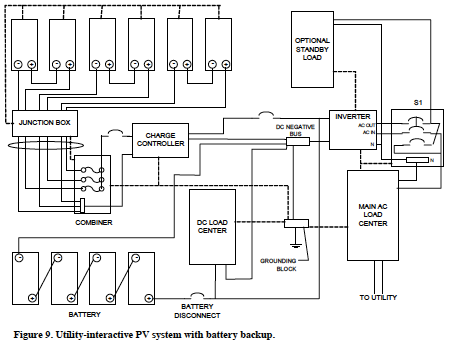 OPTIONAL
STANDBY
LOAD
S1
JUNCTION BOX
CHARGE
CONTROLLER
DC NEGATIVE
BUS
INVERTER
AC OUT
AC IN
N
N
COMBINER
DC LOAD
CENTER
MAIN AC
LOAD
CENTER
GROUNDING
BLOCK
BATTERY
BATTERY
DISCONNECT
TO UTILITY
Figure 9. Utility-interactive PV system with battery backup.